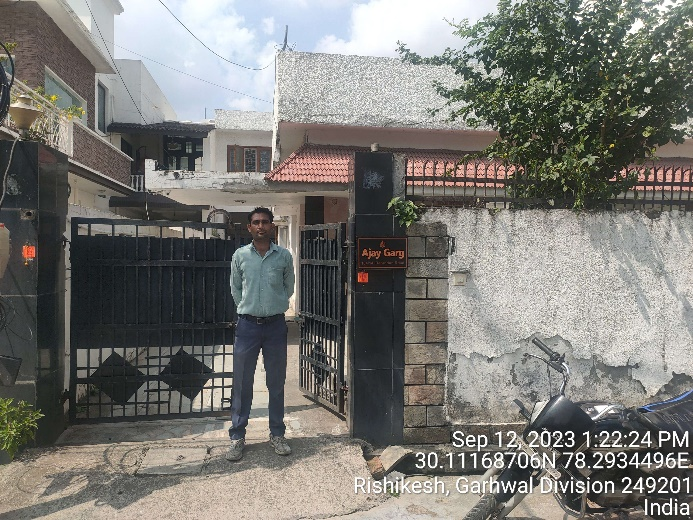 Ajay Garg
Sep 12, 2023 1:22:24 PM
30.11168706N 78.2934496E
Rishikesh, Garhwal Division 249201
India